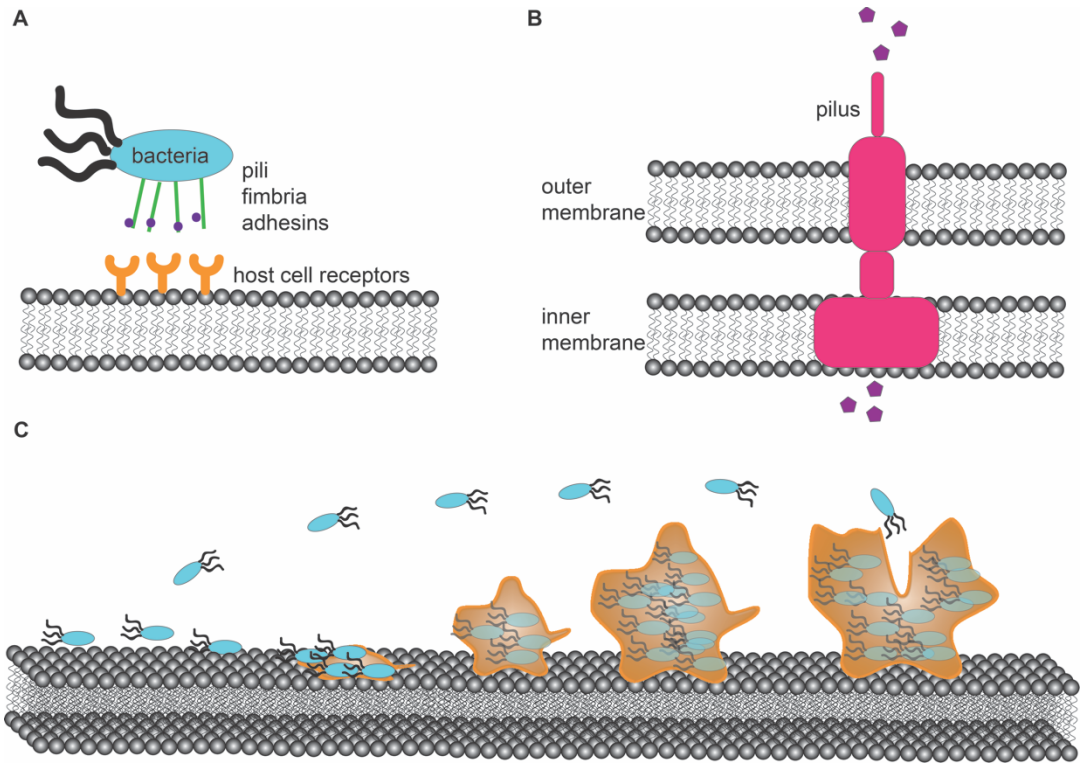 A
bacteria
pili
fimbria
adhesins
host cell receptors
B
pilus
outer
membrane
inner
membrane
C